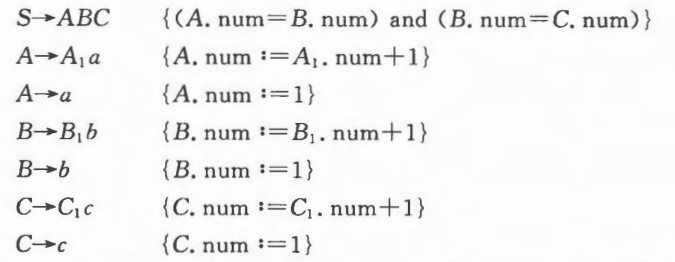 S→ABC {(A. num=B. num) and (B. num=C. num)}
A→A₁a {A. num :=A₁. num+1}
A→a {A. num :=1}
B→B₁b {B. num :=B₁. num+1}
B→b {B. num :=1}
C→C₁c {C. num :=C₁. num+1}
C→c {C. num :=1}